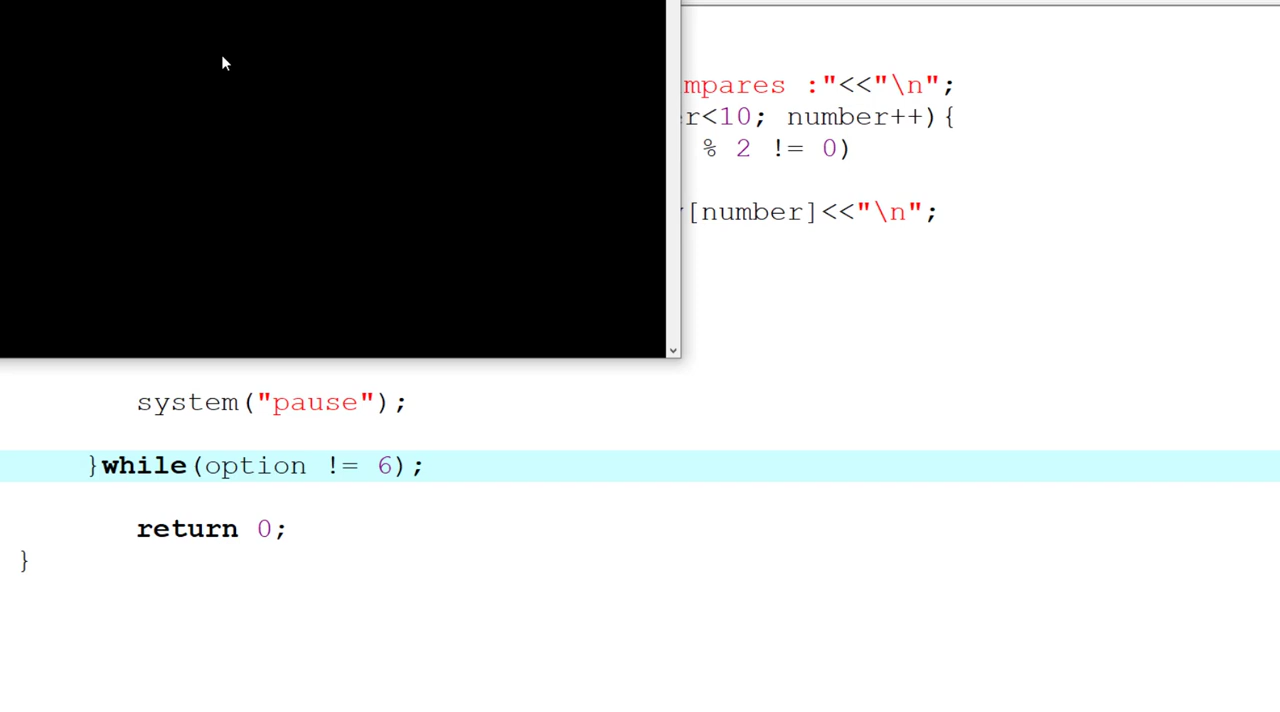 mpares :"<<"\n";
r<10; number++){
% 2 != 0)
[number]<<"\n";
system("pause");
}while(option != 6);
return 0;
}